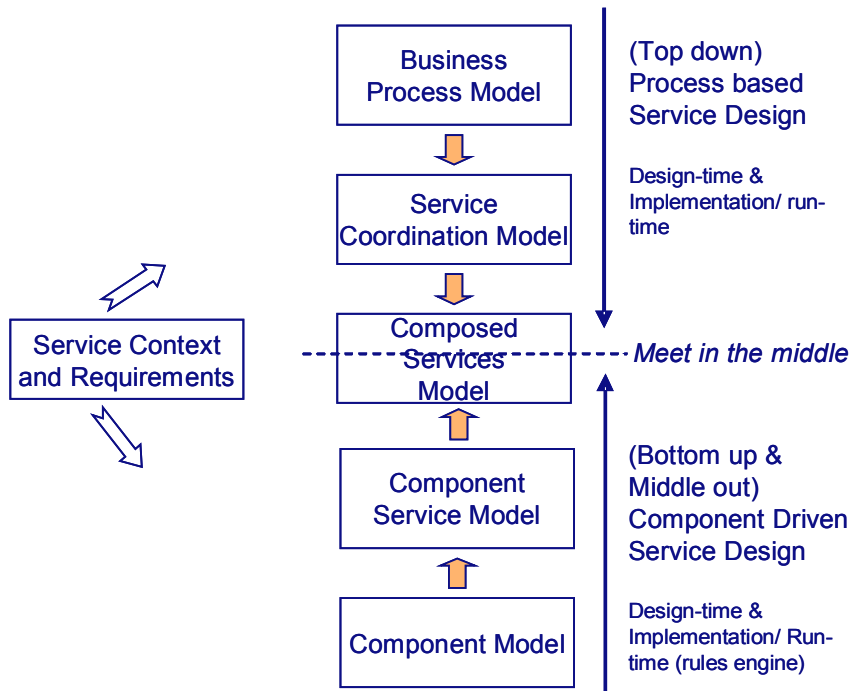 Business
Process Model
(Top down)
Process based
Service Design
Service
Coordination Model
Design-time &
Implementation/ run-
time
Service Context
and Requirements
Composed
Services
Model
Meet in the middle
Component
Service Model
(Bottom up &
Middle out)
Component Driven
Service Design
Component Model
Design-time &
Implementation/ Run-
time (rules engine)